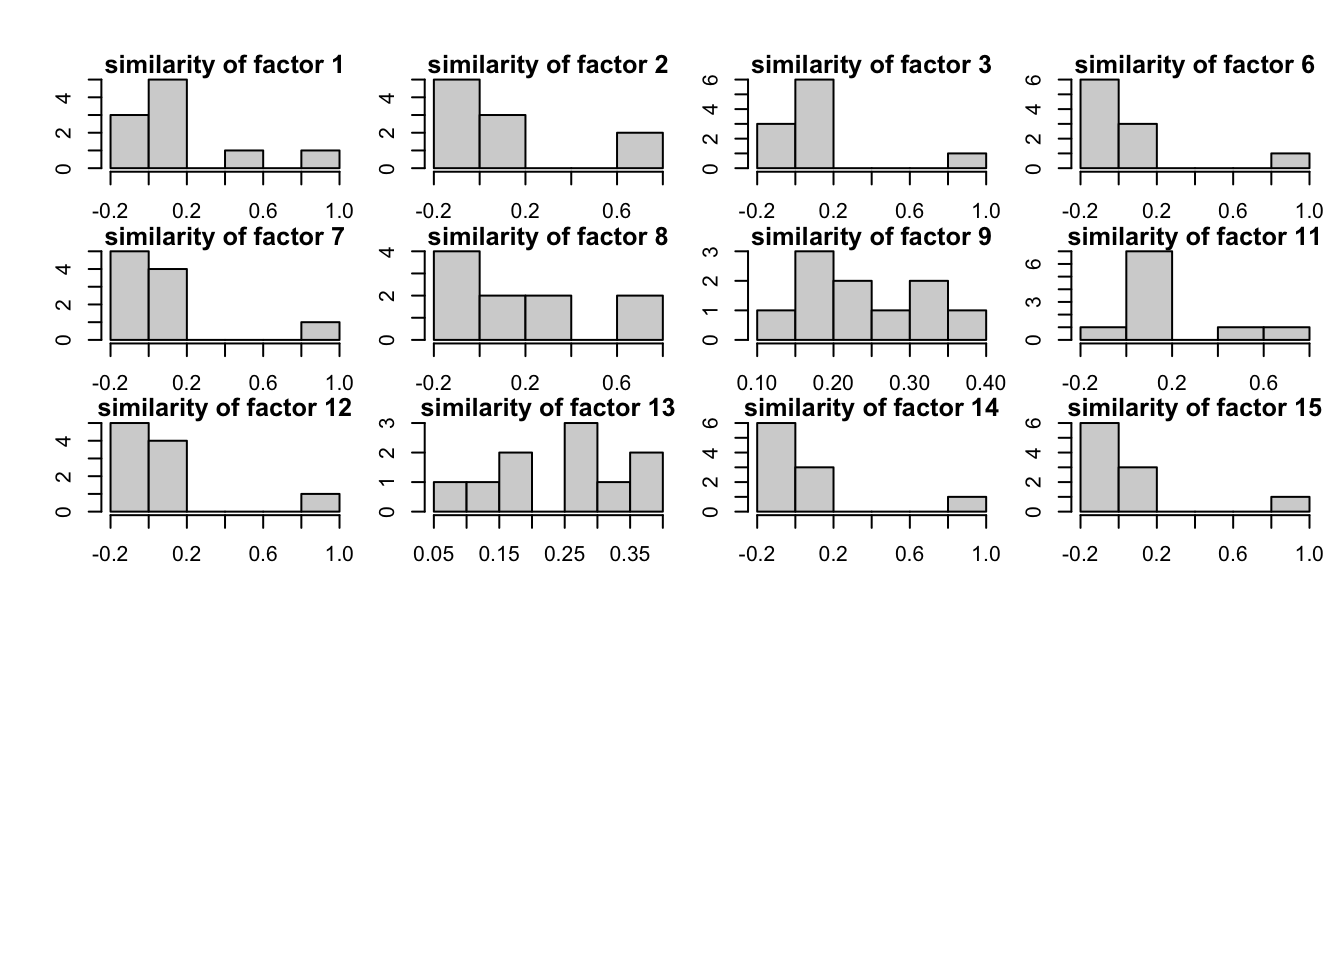 similarity of factor 1 similarity of factor 2 similarity of factor 3 similarity of factor 6
0 2 4 0 2 4 0 2 4 6 0 2 4 6
-0.2 0.2 0.6 1.0 -0.2 0.2 0.6 -0.2 0.2 0.6 1.0 -0.2 0.2 0.6 1.0
similarity of factor 7 similarity of factor 8 similarity of factor 9 similarity of factor 11
0 2 4 0 2 4 0 1 2 3 0 3 6
-0.2 0.2 0.6 1.0 -0.2 0.2 0.6 0.10 0.20 0.30 0.40 -0.2 0.2 0.6
similarity of factor 12 similarity of factor 13 similarity of factor 14 similarity of factor 15
0 2 4 0 1 2 3 0 2 4 6 0 2 4 6
-0.2 0.2 0.6 1.0 0.05 0.15 0.25 0.35 -0.2 0.2 0.6 1.0 -0.2 0.2 0.6 1.0